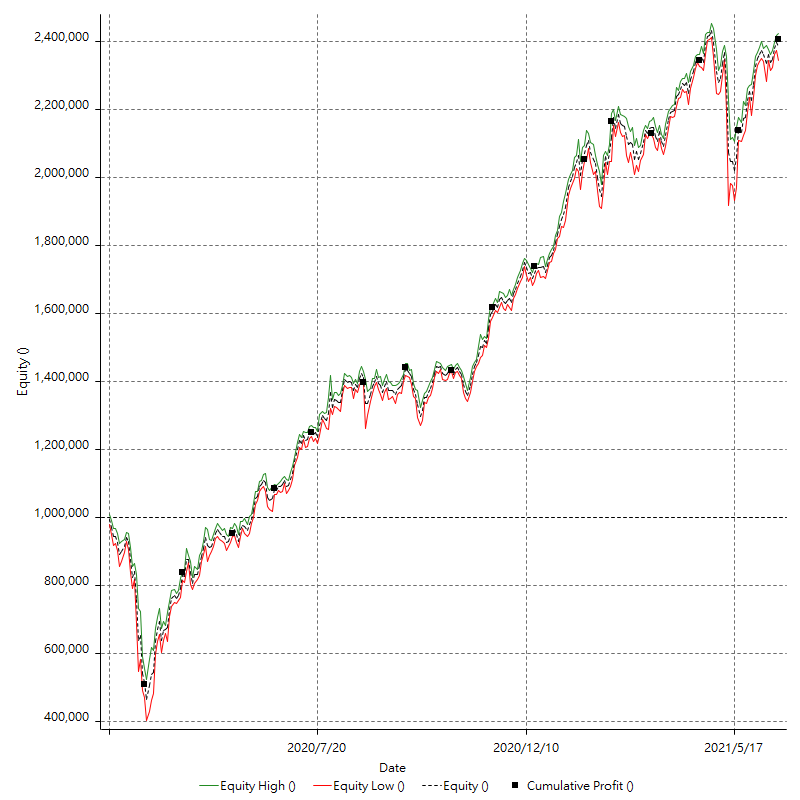 2,400,000
2,200,000
2,000,000
1,800,000
1,600,000
1,400,000
1,200,000
1,000,000
800,000
600,000
400,000
Equity ()
2020/7/20 2020/12/10 2021/5/17
Date
Equity High () Equity Low () Equity () Cumulative Profit ()